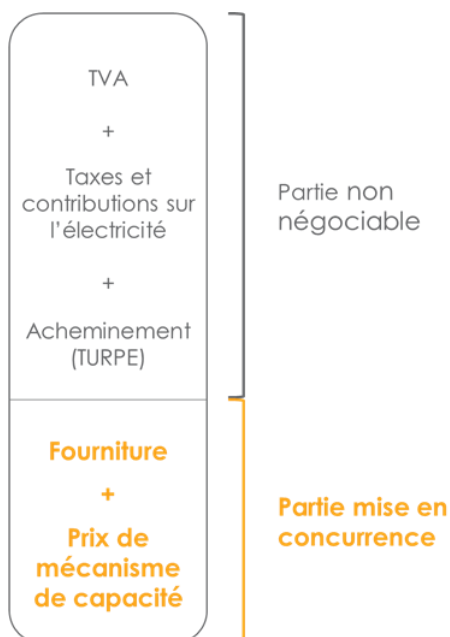 TVA
+
Taxes et
contributions sur
l'électricité
+
Acheminement
(TURPE)
Partie non
négociable
Fourniture
+
Prix de
mécanisme
de capacité
Partie mise en
concurrence